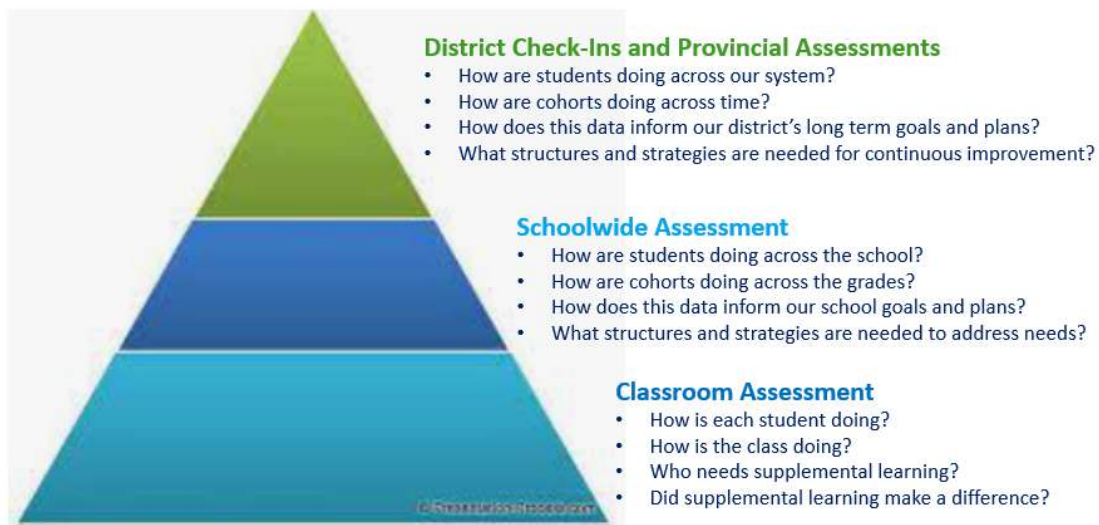 District Check-Ins and Provincial Assessments
• How are students doing across our system?
• How are cohorts doing across time?
• How does this data inform our district's long term goals and plans?
• What structures and strategies are needed for continuous improvement?
Schoolwide Assessment
• How are students doing across the school?
• How are cohorts doing across the grades?
• How does this data inform our school goals and plans?
• What structures and strategies are needed to address needs?
Classroom Assessment
• How is each student doing?
• How is the class doing?
• Who needs supplemental learning?
• Did supplemental learning make a difference?